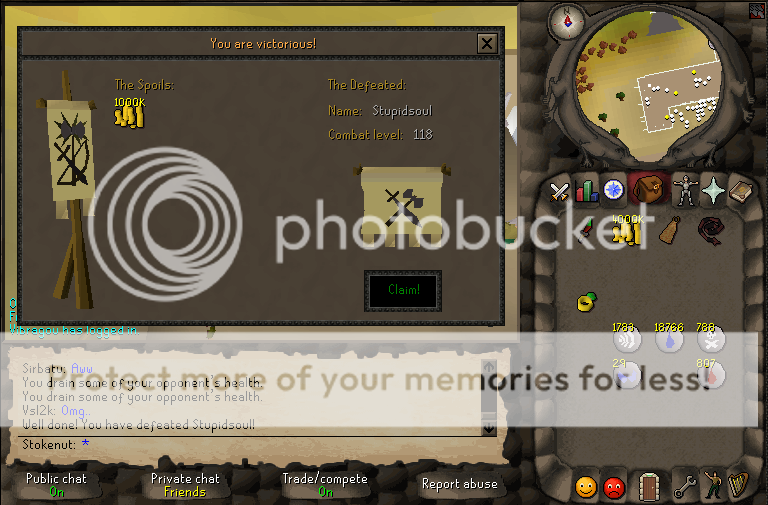 You are victorious!
The Spoils:
1000K
The Defeated:
Name: Stupidsoul
Combat level: 118
Claim!
4000K
1783
18766
788
29
807
has logged in
photobucket
Protect more of your memories for less!
Sirbatu: Aww
You drain some of your opponent's health.
You drain some of your opponent's health.
Vsl2k: Omg..
Well done! You have defeated Stupidsoul!
Stokenut: *
Public chat
On
Private chat
Friends
Trade/compete
On
Report abuse